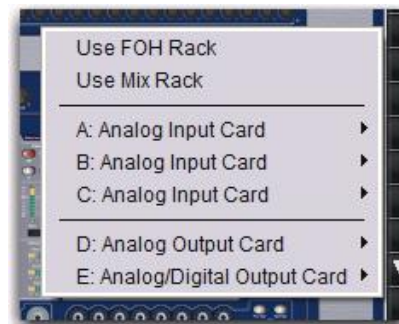 Use FOH Rack
Use Mix Rack
A: Analog Input Card
B: Analog Input Card
C: Analog Input Card
D: Analog Output Card
E: Analog/Digital Output Card